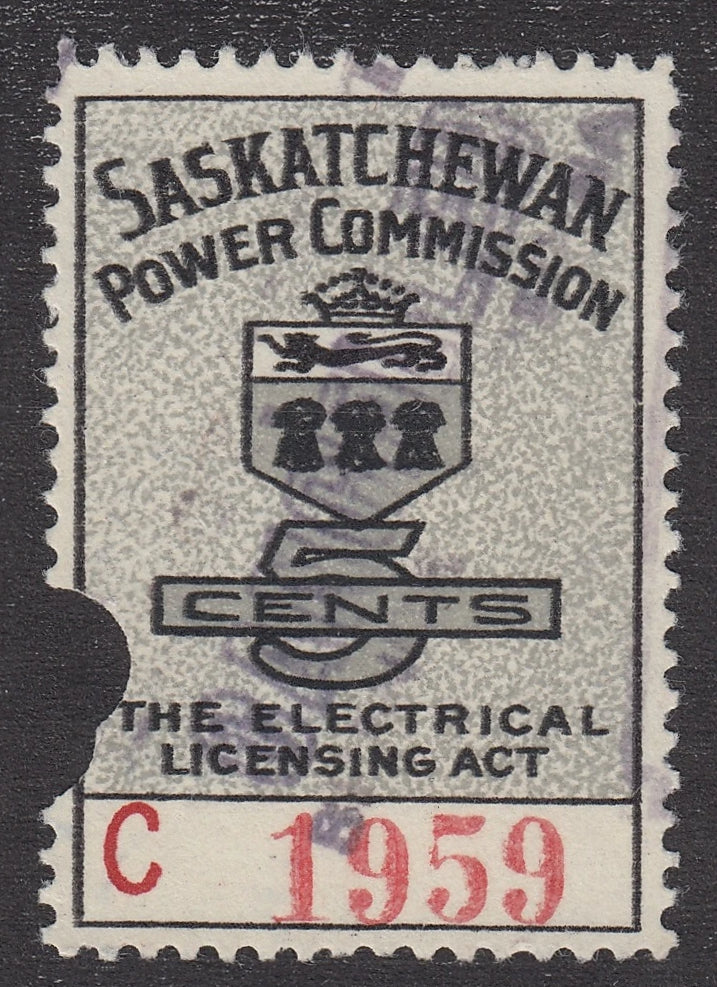 SASKATCHEWAN
POWER COMMISSION
5
CENTS
THE ELECTRICAL
LICENSING ACT
C 1959